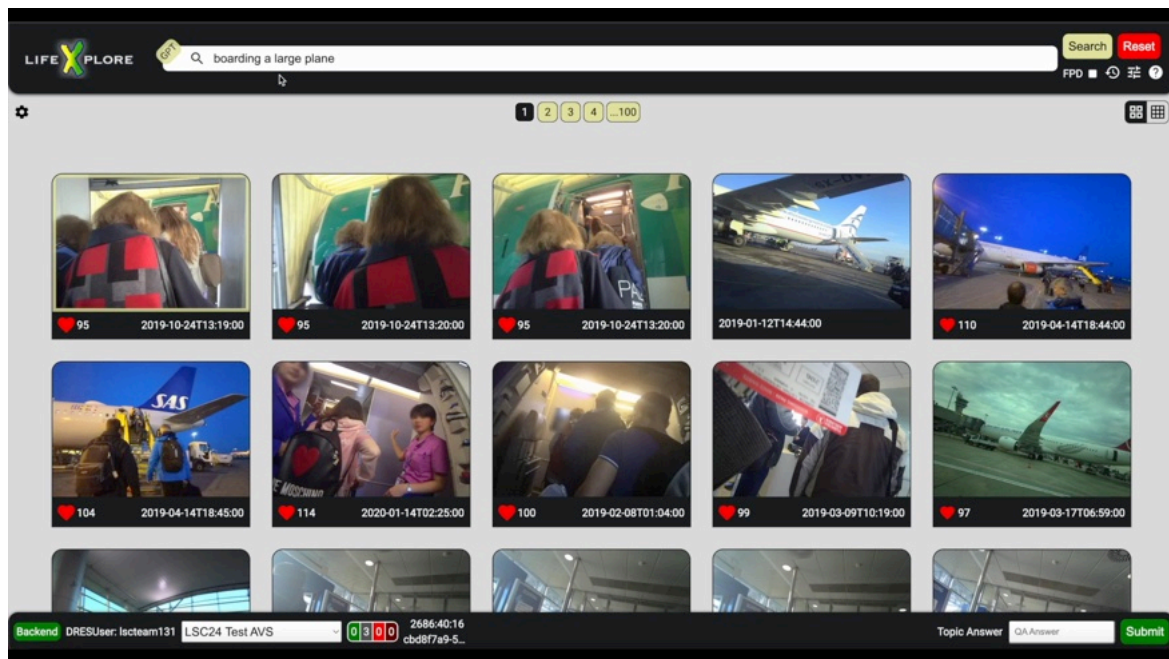 LIFE XPLORE
GPT
boarding a large plane
Search
Reset
FPD
1 2 3 4 ...100
95 2019-10-24T13:19:00
95 2019-10-24T13:20:00
PA
95 2019-10-24T13:20:00
2019-01-12T14:44:00
110 2019-04-14T18:44:00
SAS
104 2019-04-14T18:45:00
MOSCHINO
114 2020-01-14T02:25:00
100 2019-02-08T01:04:00
99 2019-03-09T10:19:00
97 2019-03-17T06:59:00
Backend DRESUser: lscteam131 LSC24 Test AVS 0 3 0 0
2686:40:16
cbd8f7a9-5...
Topic Answer QA Answer Submit